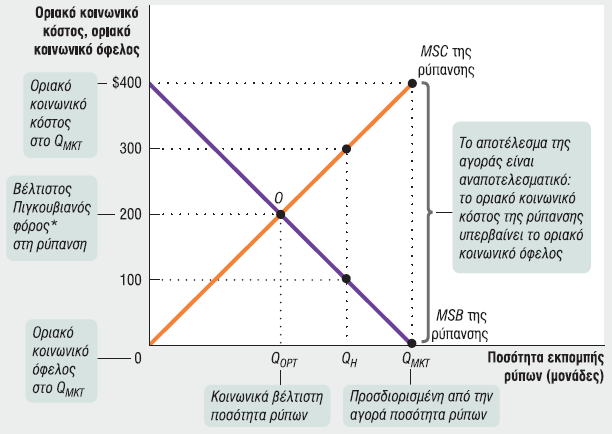 Οριακό κοινωνικό
κόστος, οριακό
κοινωνικό όφελος
Οριακό
κοινωνικό
κόστος
στο QMKT
Βέλτιστος
Πιγκουβιανός
φόρος*
στη ρύπανση
Οριακό
κοινωνικό
όφελος
στο QMKT
$400
300
200
100
0
O
MSC της
ρύπανσης
Το αποτέλεσμα της
αγοράς είναι
αναποτελεσματικό:
το οριακό κοινωνικό
κόστος της ρύπανσης
υπερβαίνει το οριακό
κοινωνικό όφελος
MSB της
ρύπανσης
QOPT
QH
QMKT
Ποσότητα εκπομπής
ρύπων (μονάδες)
Κοινωνικά βέλτιστη
ποσότητα ρύπων
Προσδιορισμένη από την
αγορά ποσότητα ρύπων